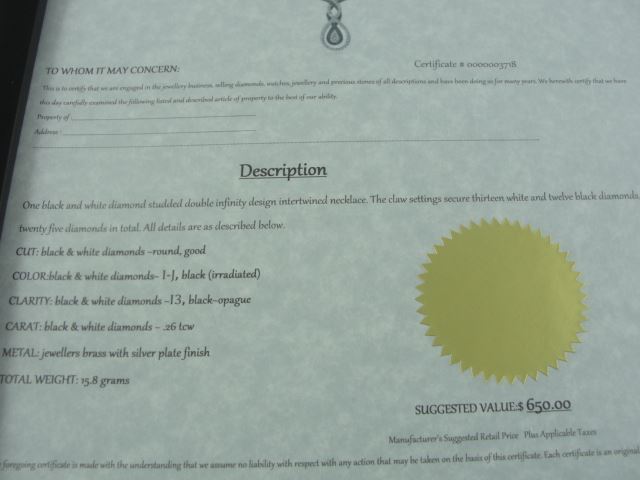 Certificate # 0000003718
TO WHOM IT MAY CONCERN:
This is to certify that we are engaged in the jewellery business, selling diamonds, watches, jewellery and precious stones of all descriptions and have been doing so for many years. We herewith certify that we have
this day carefully examined the following listed and described article of property to the best of our ability.
Property of
Address :
Description
One black and white diamond studded double infinity design intertwined necklace. The claw settings secure thirteen white and twelve black diamonds,
twenty five diamonds in total. All details are as described below.
CUT: black & white diamonds ~round, good
COLOR:black & white diamonds~ I-J, black (irradiated)
CLARITY: black & white diamonds ~I3, black~opague
CARAT: black & white diamonds ~ .26 tcw
METAL: jewellers brass with silver plate finish
TOTAL WEIGHT: 15.8 grams
SUGGESTED VALUE:$ 650.00
Manufacturer's Suggested Retail Price Plus Applicable Taxes
foregoing certificate is made with the understanding that we assume no liability with respect with any action that may be taken on the basis of this certificate. Each certificate is an original